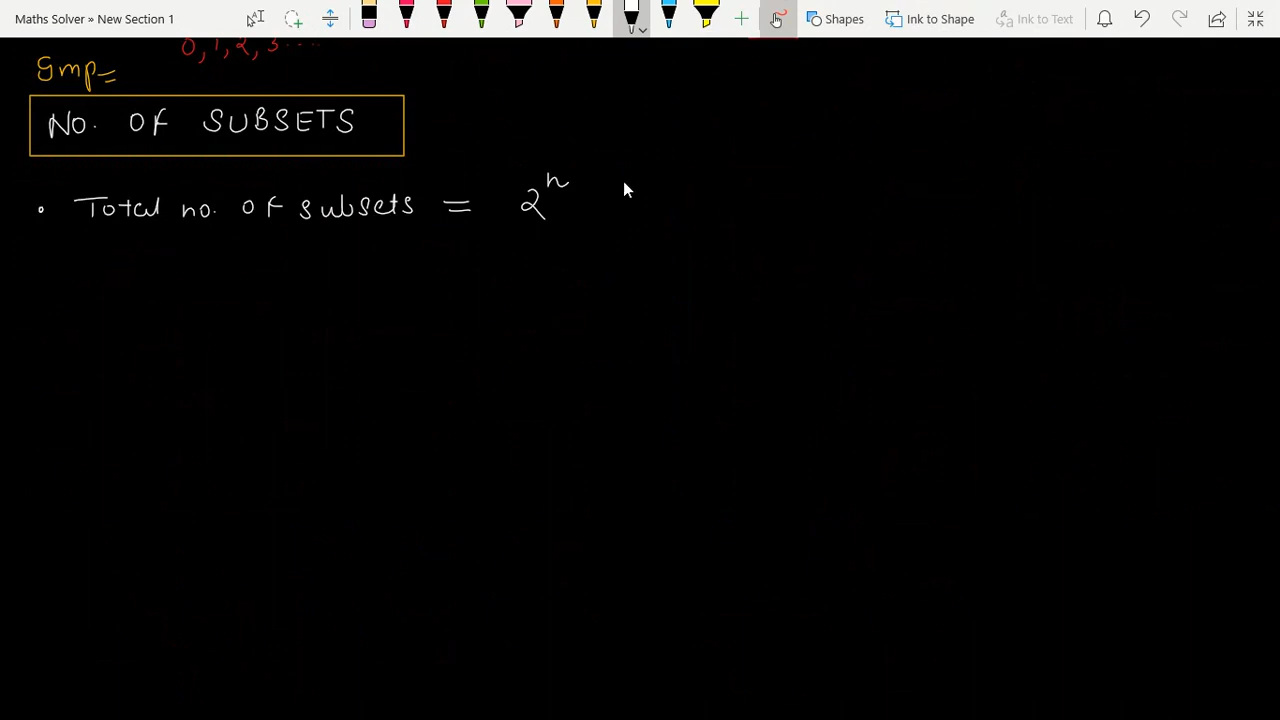 Maths Solver » New Section 1
Shapes
Ink to Shape
Ink to Text
0, 1, 2, 3 ....
Imp=
NO. OF SUBSETS
• Total no. of subsets = 2ⁿ